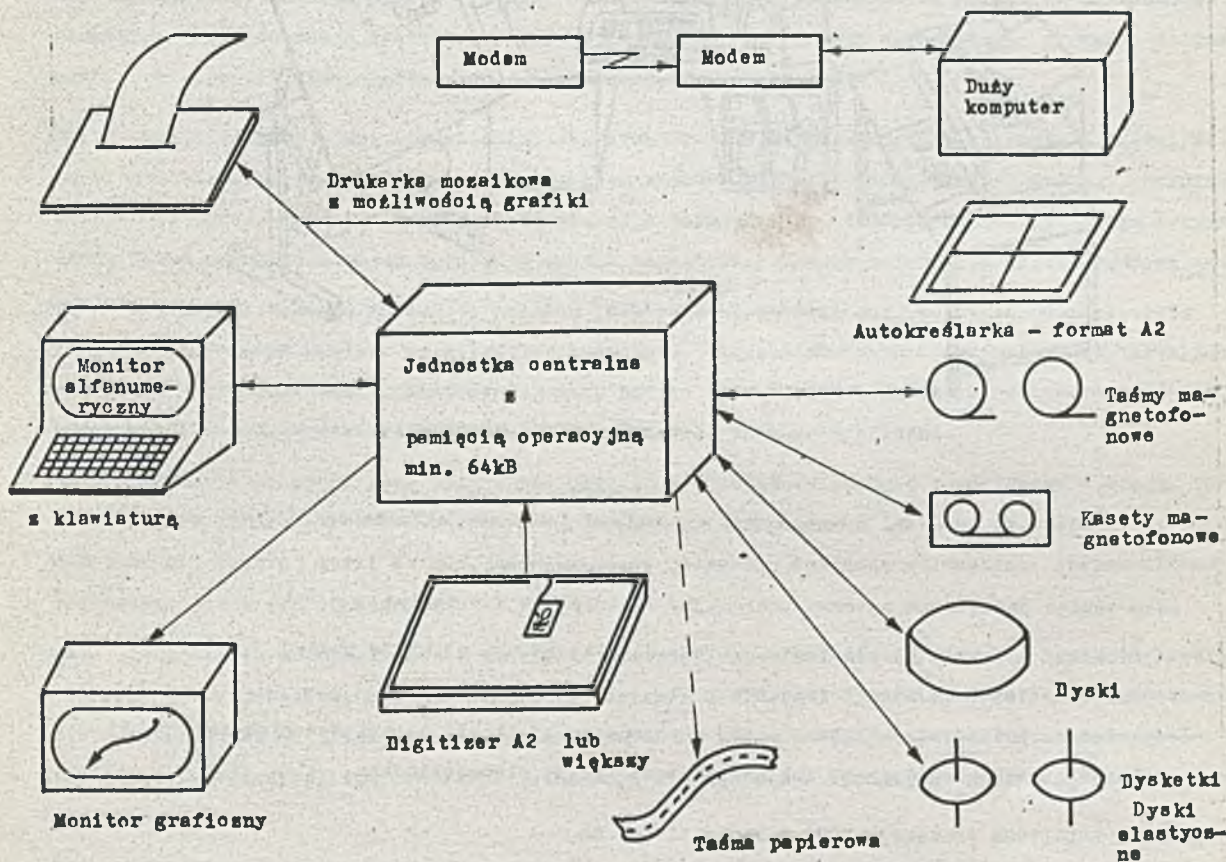 Modem
Modem
Duży
komputer
Drukarka mozaikowa
z możliwością grafiki
Autokreślarka – format A2
Monitor
alfanume-
ryczny
Jednostka centralna
z
pamięcią operacyjną
min. 64kB
Taśmy ma-
gnetofo-
nowe
z klawiaturą
Kasety ma-
gnetofonowe
Dyski
Digitizer A2 lub
większy
Monitor graficzny
Taśma papierowa
Dysketki
Dyski
elastycz-
ne